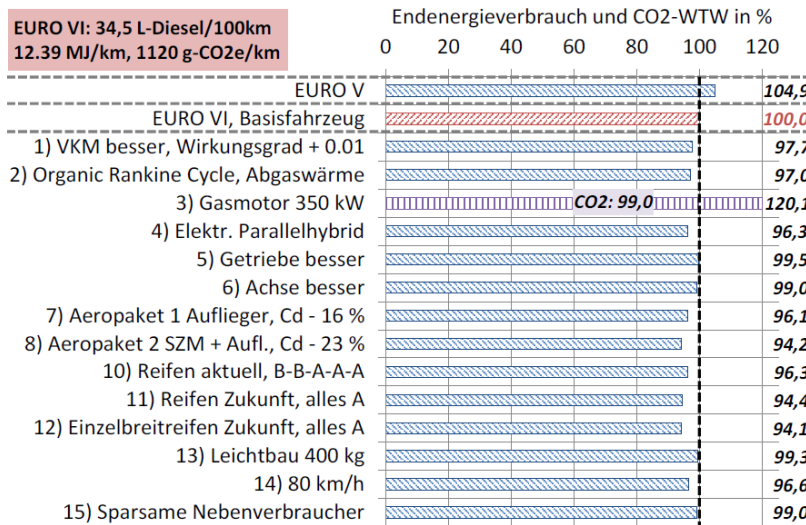 EURO VI: 34,5 L-Diesel/100km
12.39 MJ/km, 1120 g-CO2e/km
Endenergieverbrauch und CO2-WTW in %
0 20 40 60 80 100 120
EURO V 104,9
EURO VI, Basisfahrzeug 100,0
1) VKM besser, Wirkungsgrad + 0.01 97,7
2) Organic Rankine Cycle, Abgaswärme 97,0
3) Gasmotor 350 kW CO2: 99,0 120,1
4) Elektr. Parallelhybrid 96,3
5) Getriebe besser 99,5
6) Achse besser 99,0
7) Aeropaket 1 Auflieger, Cd - 16 % 96,1
8) Aeropaket 2 SZM + Aufl., Cd - 23 % 94,2
10) Reifen aktuell, B-B-A-A-A 96,3
11) Reifen Zukunft, alles A 94,4
12) Einzelbreitreifen Zukunft, alles A 94,1
13) Leichtbau 400 kg 99,3
14) 80 km/h 96,6
15) Sparsame Nebenverbraucher 99,0